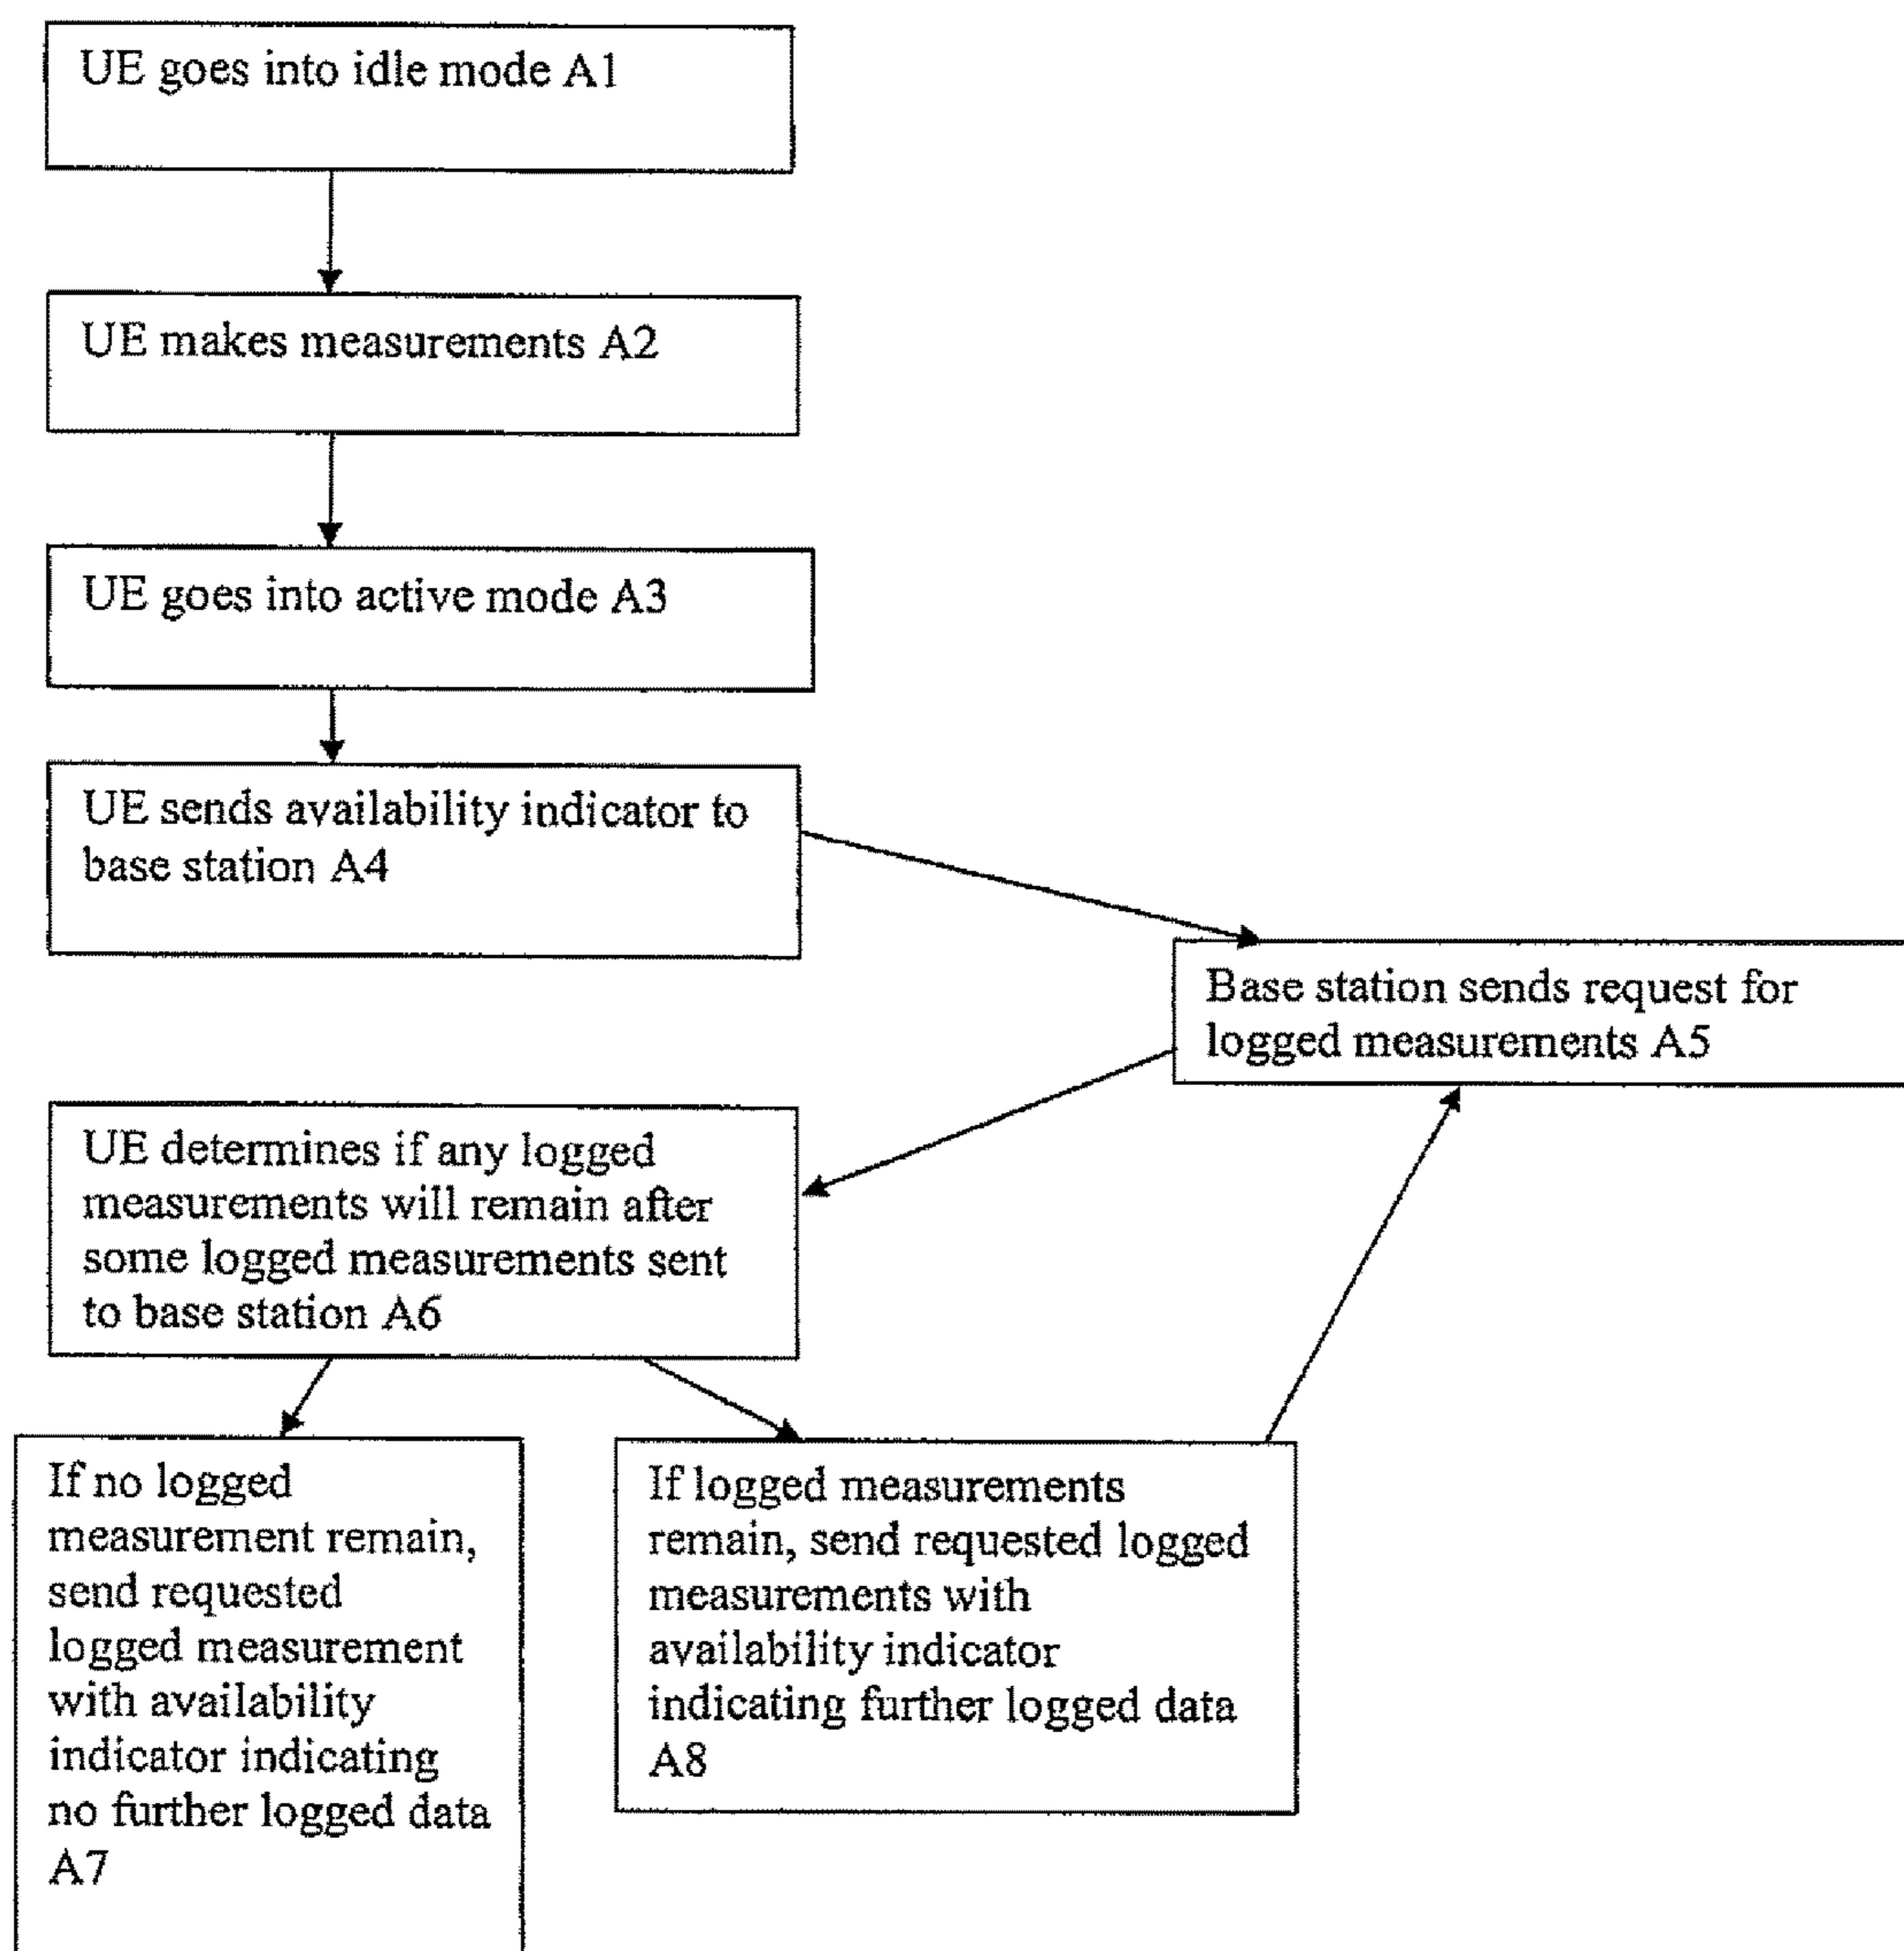 UE goes into idle mode A1
UE makes measurements A2
UE goes into active mode A3
UE sends availability indicator to
base station A4
Base station sends request for
logged measurements A5
UE determines if any logged
measurements will remain after
some logged measurements sent
to base station A6
If no logged
measurement remain,
send requested
logged measurement
with availability
indicator indicating
no further logged data
A7
If logged measurements
remain, send requested logged
measurements with
availability indicator
indicating further logged data
A8